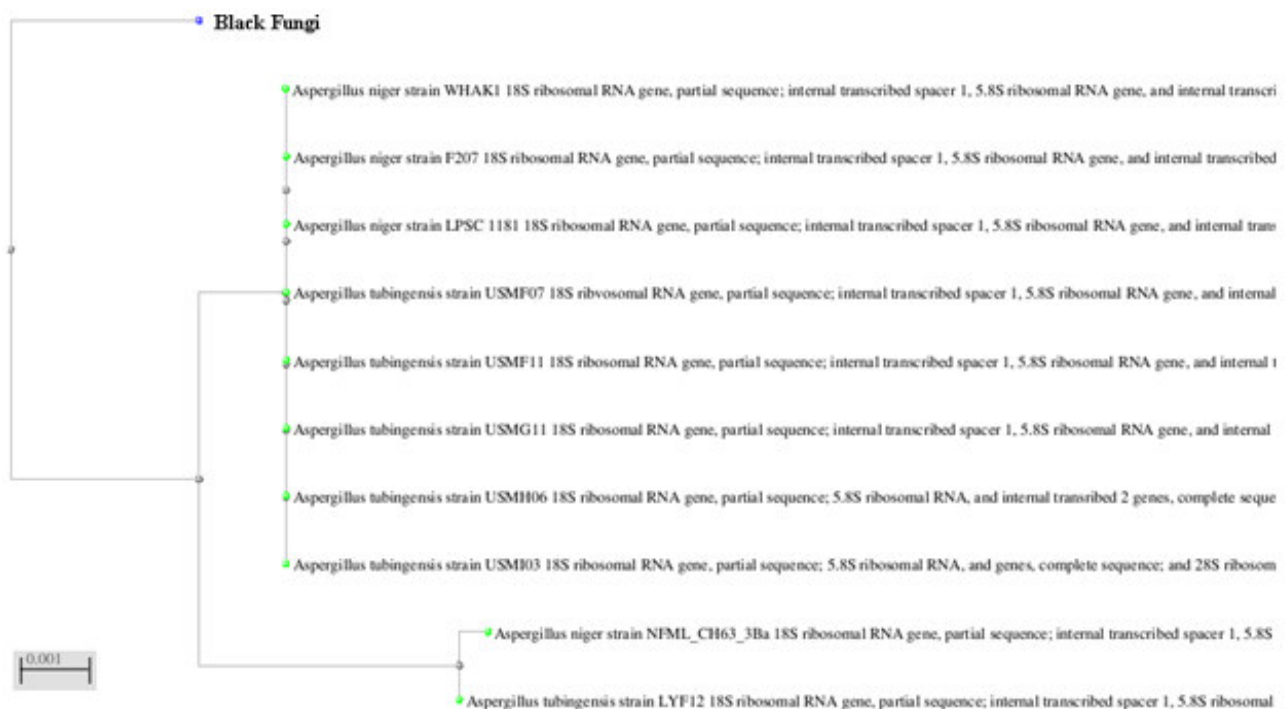 Black Fungi
Aspergillus niger strain WHAK1 18S ribosomal RNA gene, partial sequence; internal transcribed spacer 1, 5.8S ribosomal RNA gene, and internal transcri
Aspergillus niger strain F207 18S ribosomal RNA gene, partial sequence; internal transcribed spacer 1, 5.8S ribosomal RNA gene, and internal transcribed
Aspergillus niger strain LPSC 1181 18S ribosomal RNA gene, partial sequence; internal transcribed spacer 1, 5.8S ribosomal RNA gene, and internal trans
Aspergillus tubingensis strain USMF07 18S ribvosomal RNA gene, partial sequence; internal transcribed spacer 1, 5.8S ribosomal RNA gene, and internal
Aspergillus tubingensis strain USMF11 18S ribosomal RNA gene, partial sequence; internal transcribed spacer 1, 5.8S ribosomal RNA gene, and internal t
Aspergillus tubingensis strain USMG11 18S ribosomal RNA gene, partial sequence; internal transcribed spacer 1, 5.8S ribosomal RNA gene, and internal
Aspergillus tubingensis strain USMH06 18S ribosomal RNA gene, partial sequence; 5.8S ribosomal RNA, and internal transribed 2 genes, complete seque
Aspergillus tubingensis strain USMI03 18S ribosomal RNA gene, partial sequence; 5.8S ribosomal RNA, and genes, complete sequence; and 28S ribosom
Aspergillus niger strain NFML_CH63_3Ba 18S ribosomal RNA gene, partial sequence; internal transcribed spacer 1, 5.8S
0.001
Aspergillus tubingensis strain LYF12 18S ribosomal RNA gene, partial sequence; internal transcribed spacer 1, 5.8S ribosomal